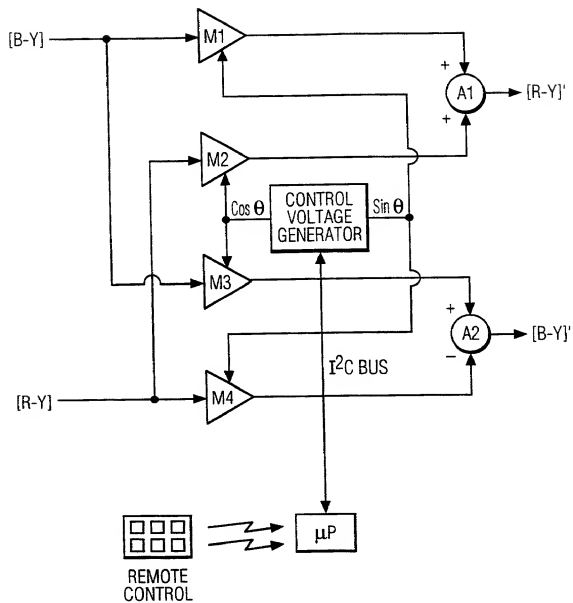 [B-Y]
M1
+
A1
[R-Y]'
+
M2
Cos θ
CONTROL
VOLTAGE
GENERATOR
Sin θ
M3
+
A2
[B-Y]'
−
I²C BUS
[R-Y]
M4
μP
REMOTE
CONTROL